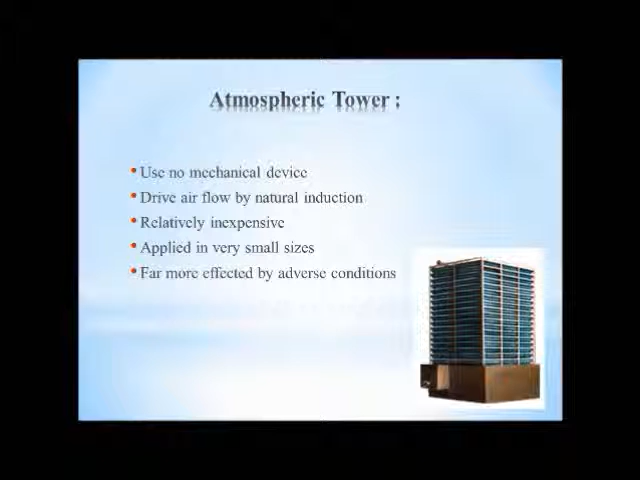 Atmospheric Tower :
• Use no mechanical device
• Drive air flow by natural induction
• Relatively inexpensive
• Applied in very small sizes
• Far more effected by adverse conditions